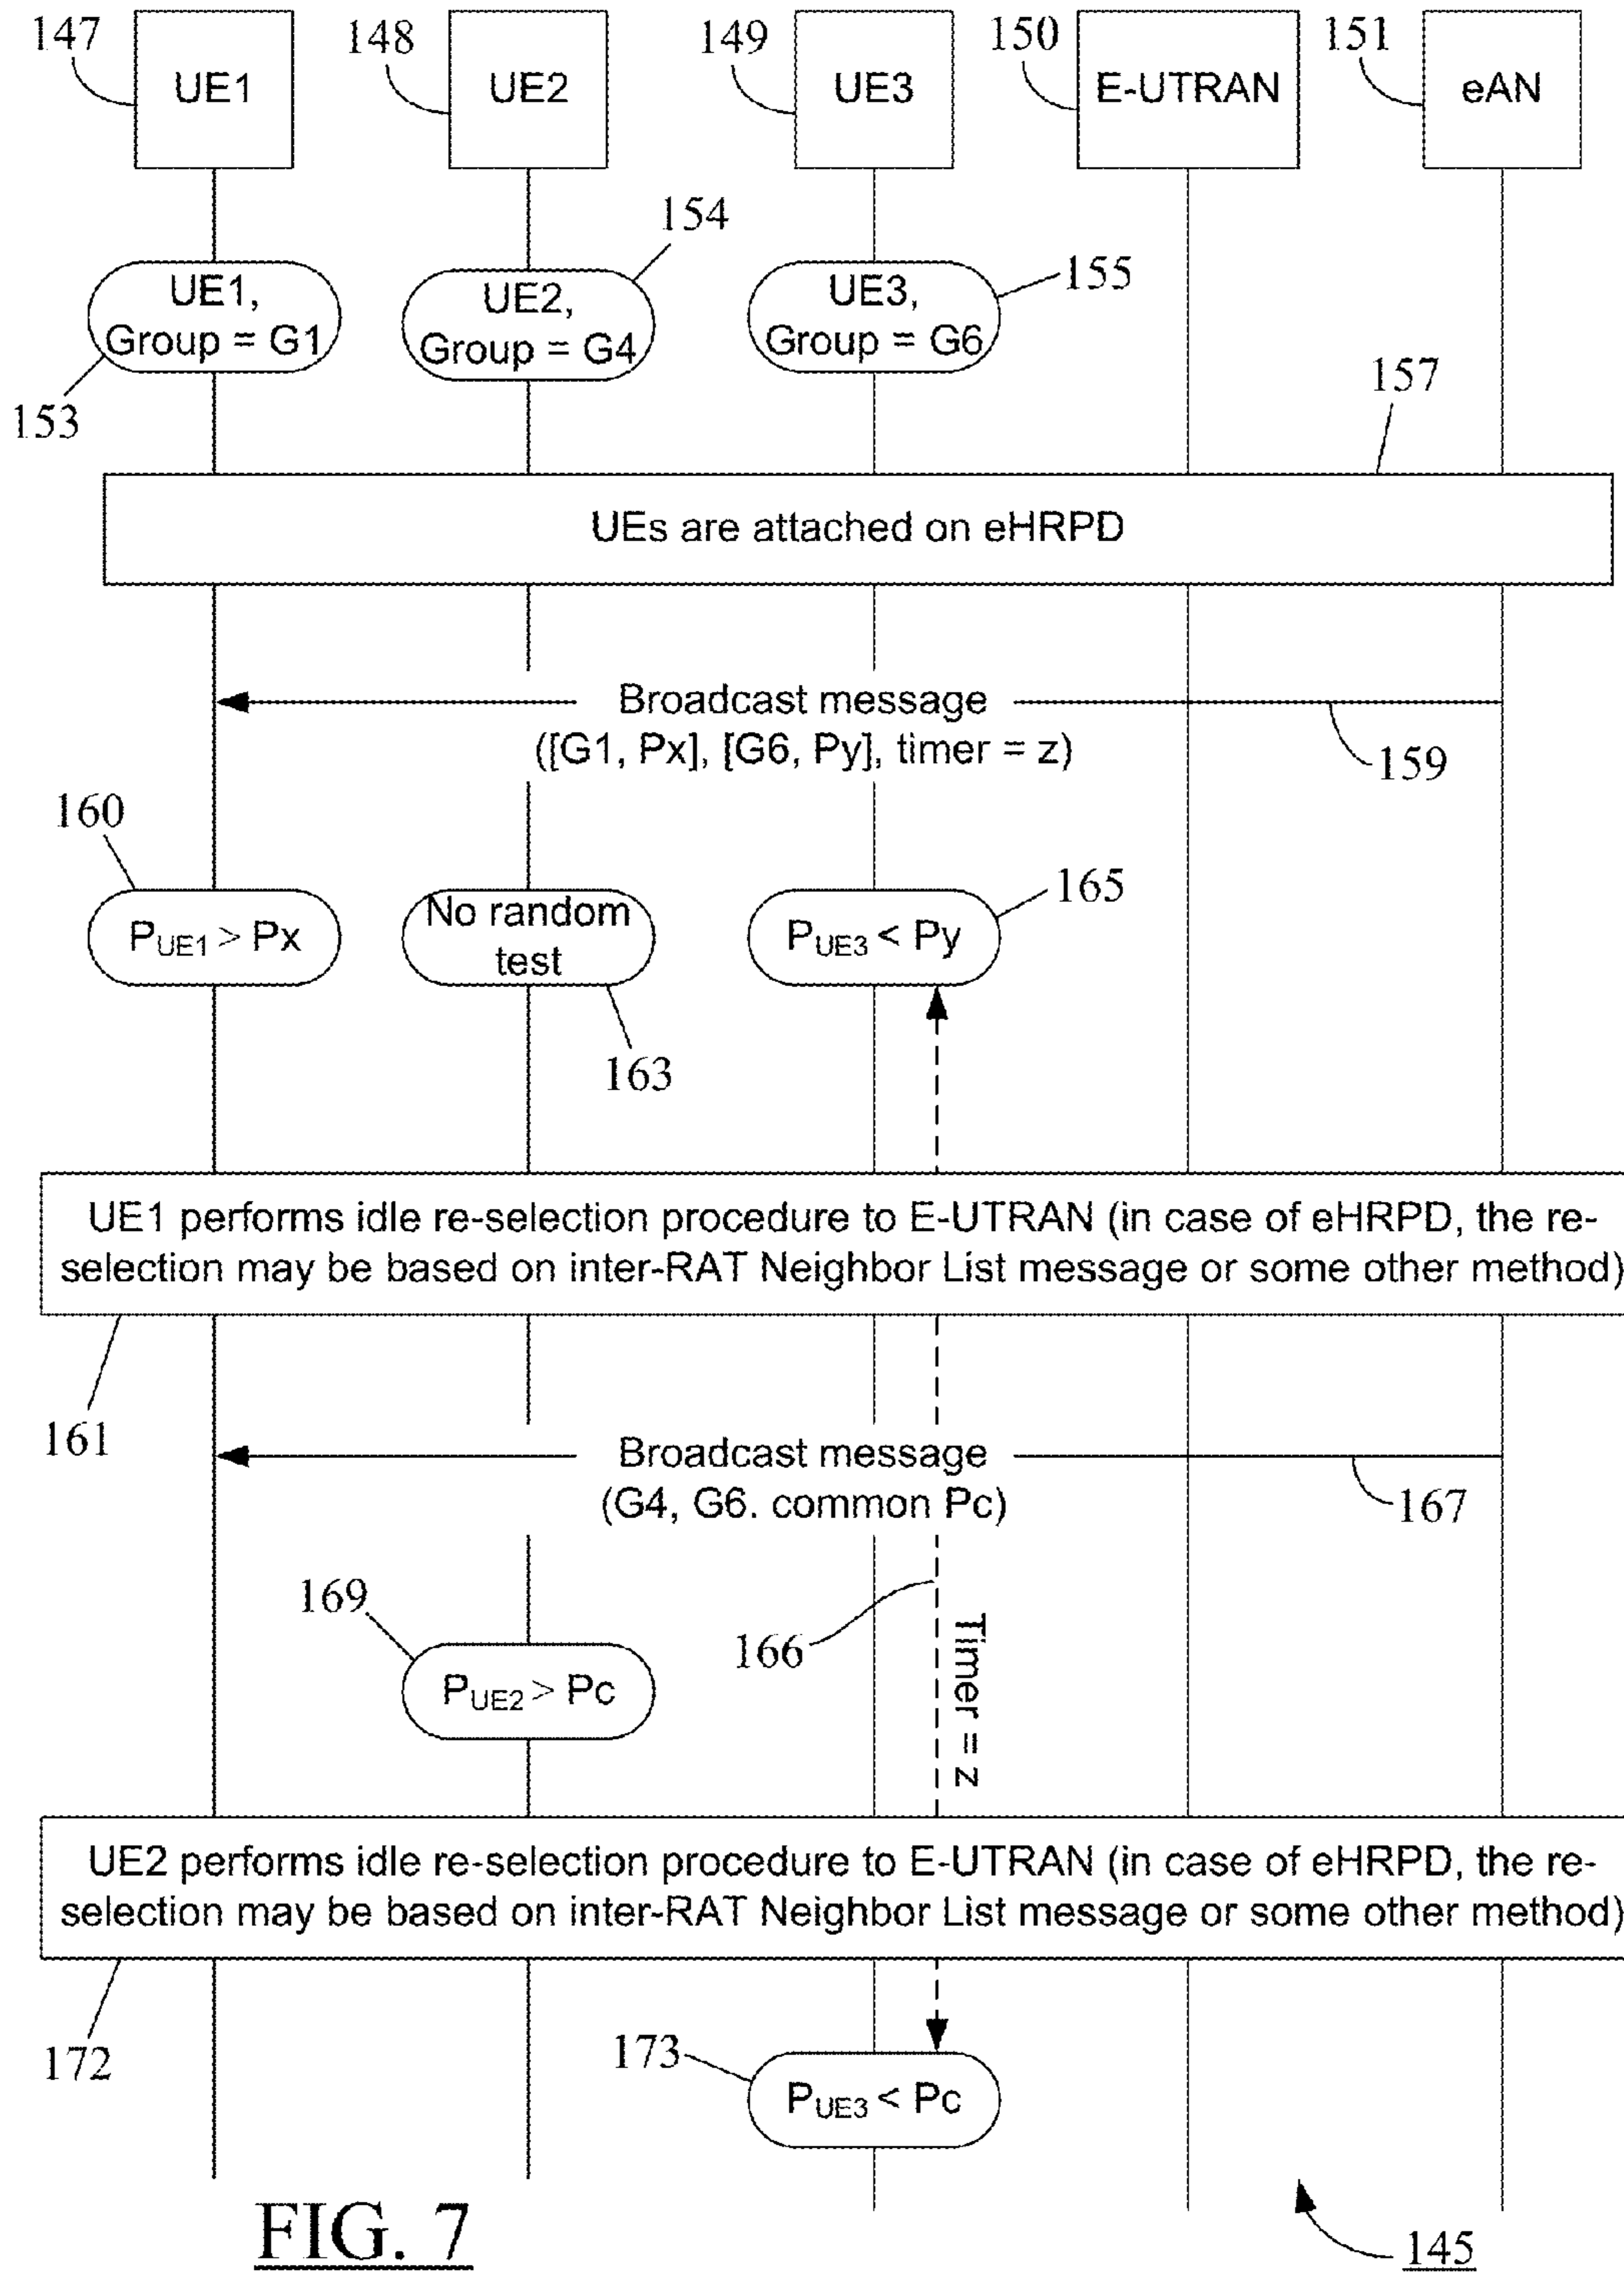 147
148
149
150
151
UE1
UE2
UE3
E-UTRAN
eAN
154
UE1,
Group = G1
UE2,
Group = G4
UE3,
Group = G6
155
153
157
UEs are attached on eHRPD
Broadcast message
([G1, Px], [G6, Py], timer = z)
159
160
165
PUE1 > Px
No random
test
PUE3 < Py
163
UE1 performs idle re-selection procedure to E-UTRAN (in case of eHRPD, the re-
selection may be based on inter-RAT Neighbor List message or some other method)
161
Broadcast message
(G4, G6. common Pc)
167
169
166
Timer = z
PUE2 > Pc
UE2 performs idle re-selection procedure to E-UTRAN (in case of eHRPD, the re-
selection may be based on inter-RAT Neighbor List message or some other method)
172
173
PUE3 < Pc
FIG. 7
145